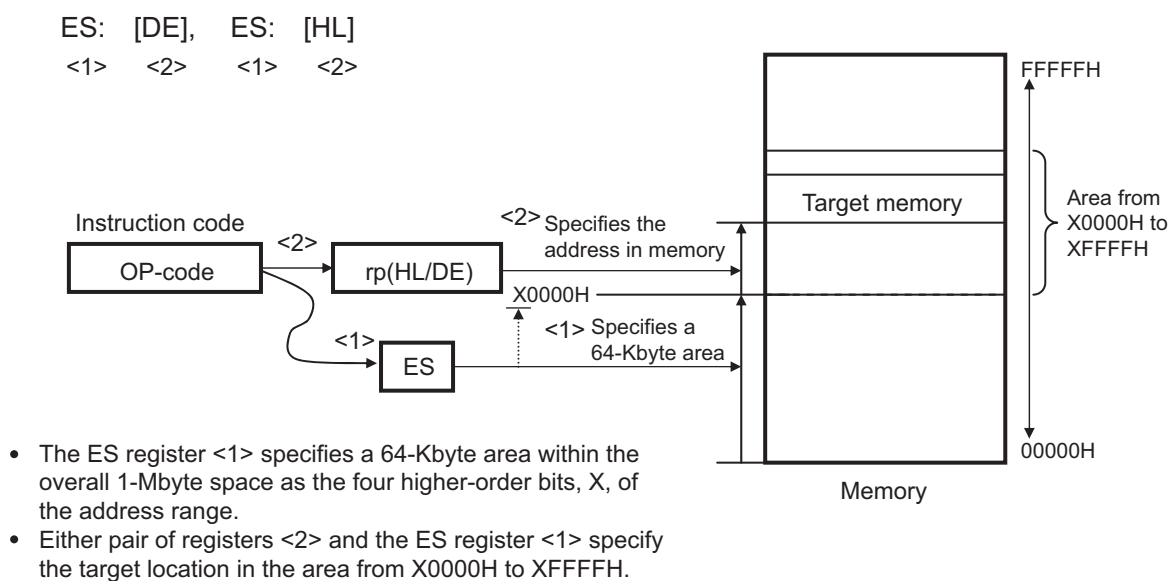 ES: [DE], ES: [HL]
<1> <2> <1> <2>
FFFFFH
Target memory
Area from
X0000H to
XFFFFH
Instruction code
OP-code
<2>
rp(HL/DE)
<2> Specifies the
address in memory
X0000H
<1>
ES
<1> Specifies a
64-Kbyte area
00000H
Memory
• The ES register <1> specifies a 64-Kbyte area within the
overall 1-Mbyte space as the four higher-order bits, X, of
the address range.
• Either pair of registers <2> and the ES register <1> specify
the target location in the area from X0000H to XFFFFH.